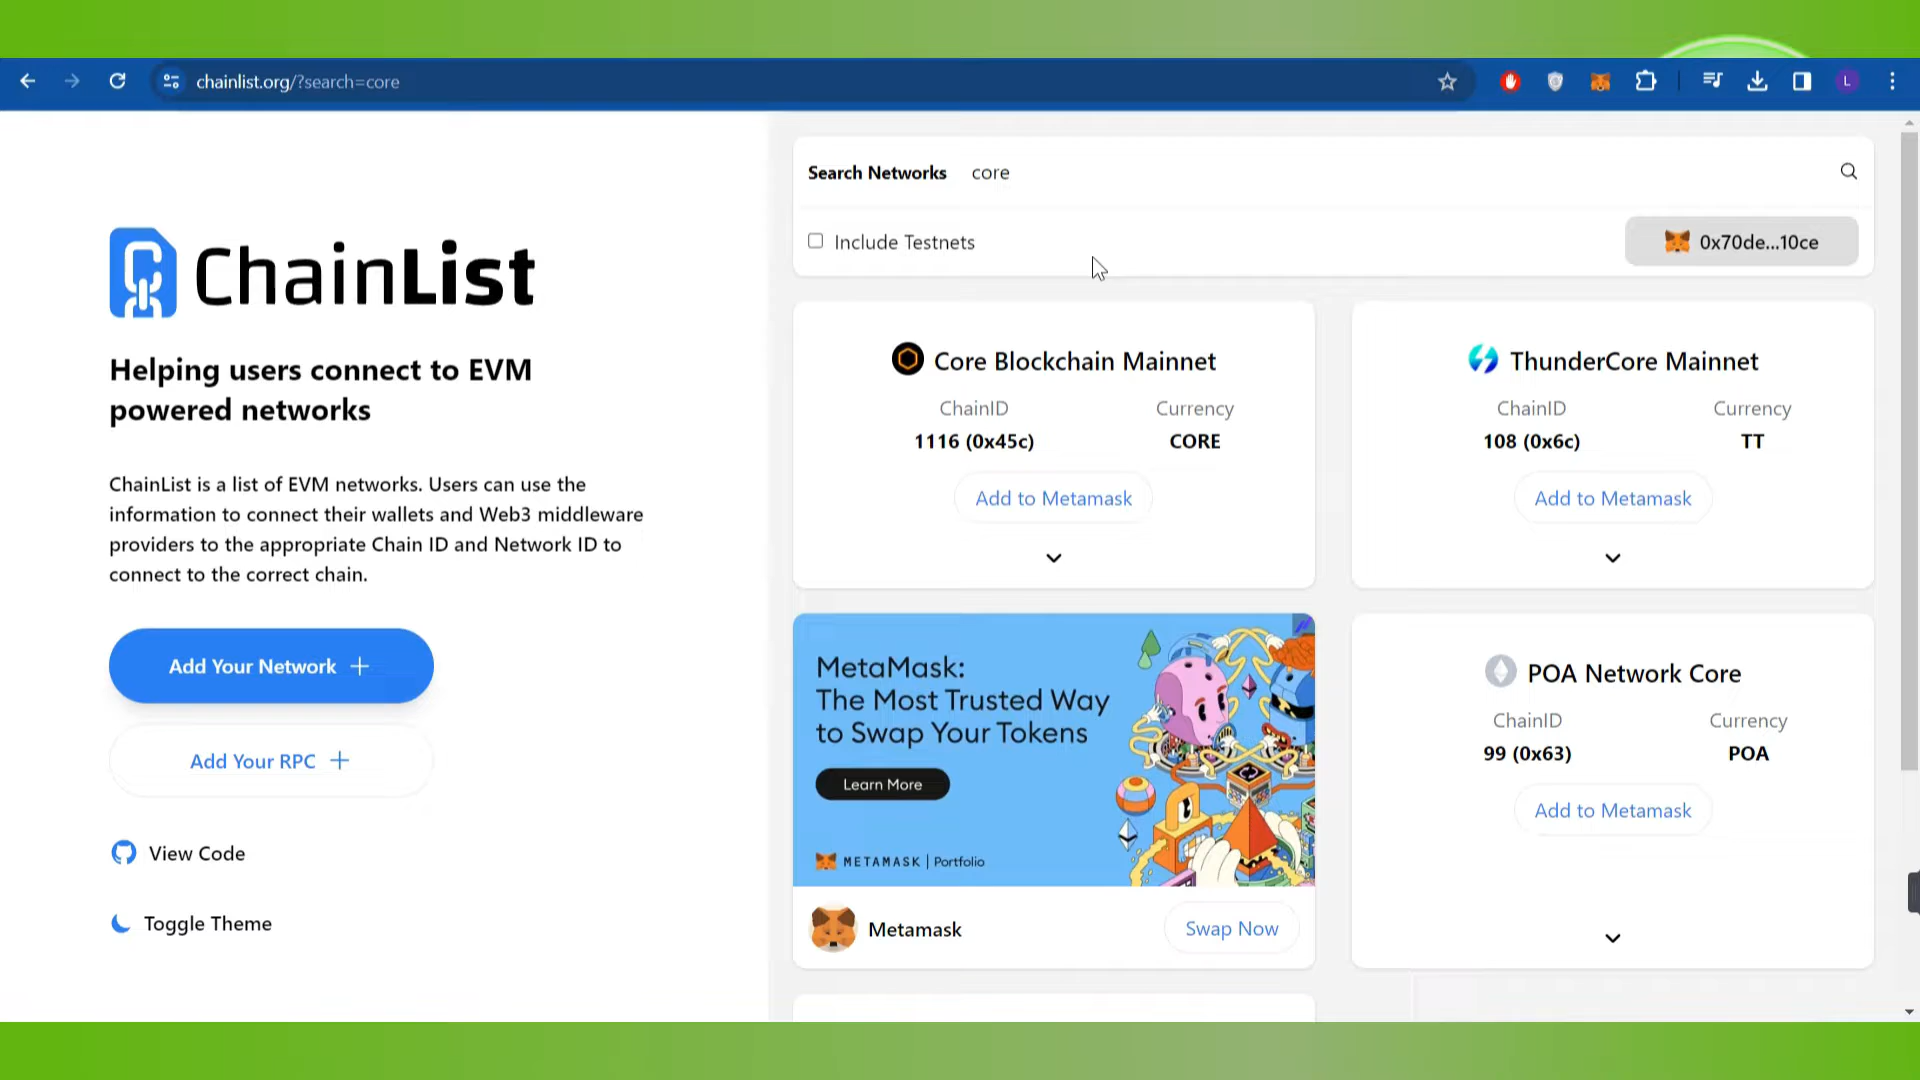 chainlist.org/?search=core
L
ChainList
Helping users connect to EVM
powered networks
ChainList is a list of EVM networks. Users can use the
information to connect their wallets and Web3 middleware
providers to the appropriate Chain ID and Network ID to
connect to the correct chain.
Add Your Network
Add Your RPC
View Code
Toggle Theme
Search Networks core
Include Testnets
0x70de...10ce
Core Blockchain Mainnet
ChainID Currency
1116 (0x45c) CORE
Add to Metamask
ThunderCore Mainnet
ChainID Currency
108 (0x6c) TT
Add to Metamask
MetaMask:
The Most Trusted Way
to Swap Your Tokens
Learn More
METAMASK | Portfolio
Metamask
Swap Now
POA Network Core
ChainID Currency
99 (0x63) POA
Add to Metamask